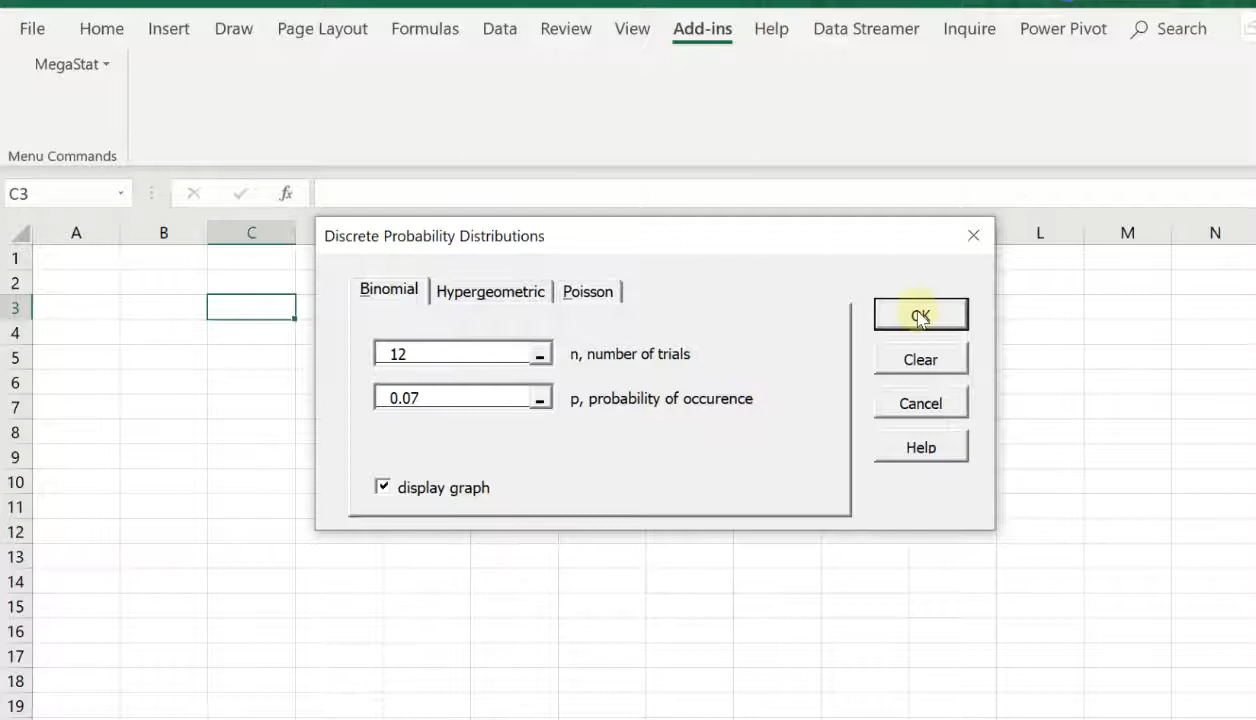 File Home Insert Draw Page Layout Formulas Data Review View Add-ins Help Data Streamer Inquire Power Pivot Search
MegaStat
Menu Commands
C3 fx
A B C L M N
Discrete Probability Distributions
Binomial Hypergeometric Poisson
12 n, number of trials
0.07 p, probability of occurence
display graph
OK
Clear
Cancel
Help
1
2
3
4
5
6
7
8
9
10
11
12
13
14
15
16
17
18
19